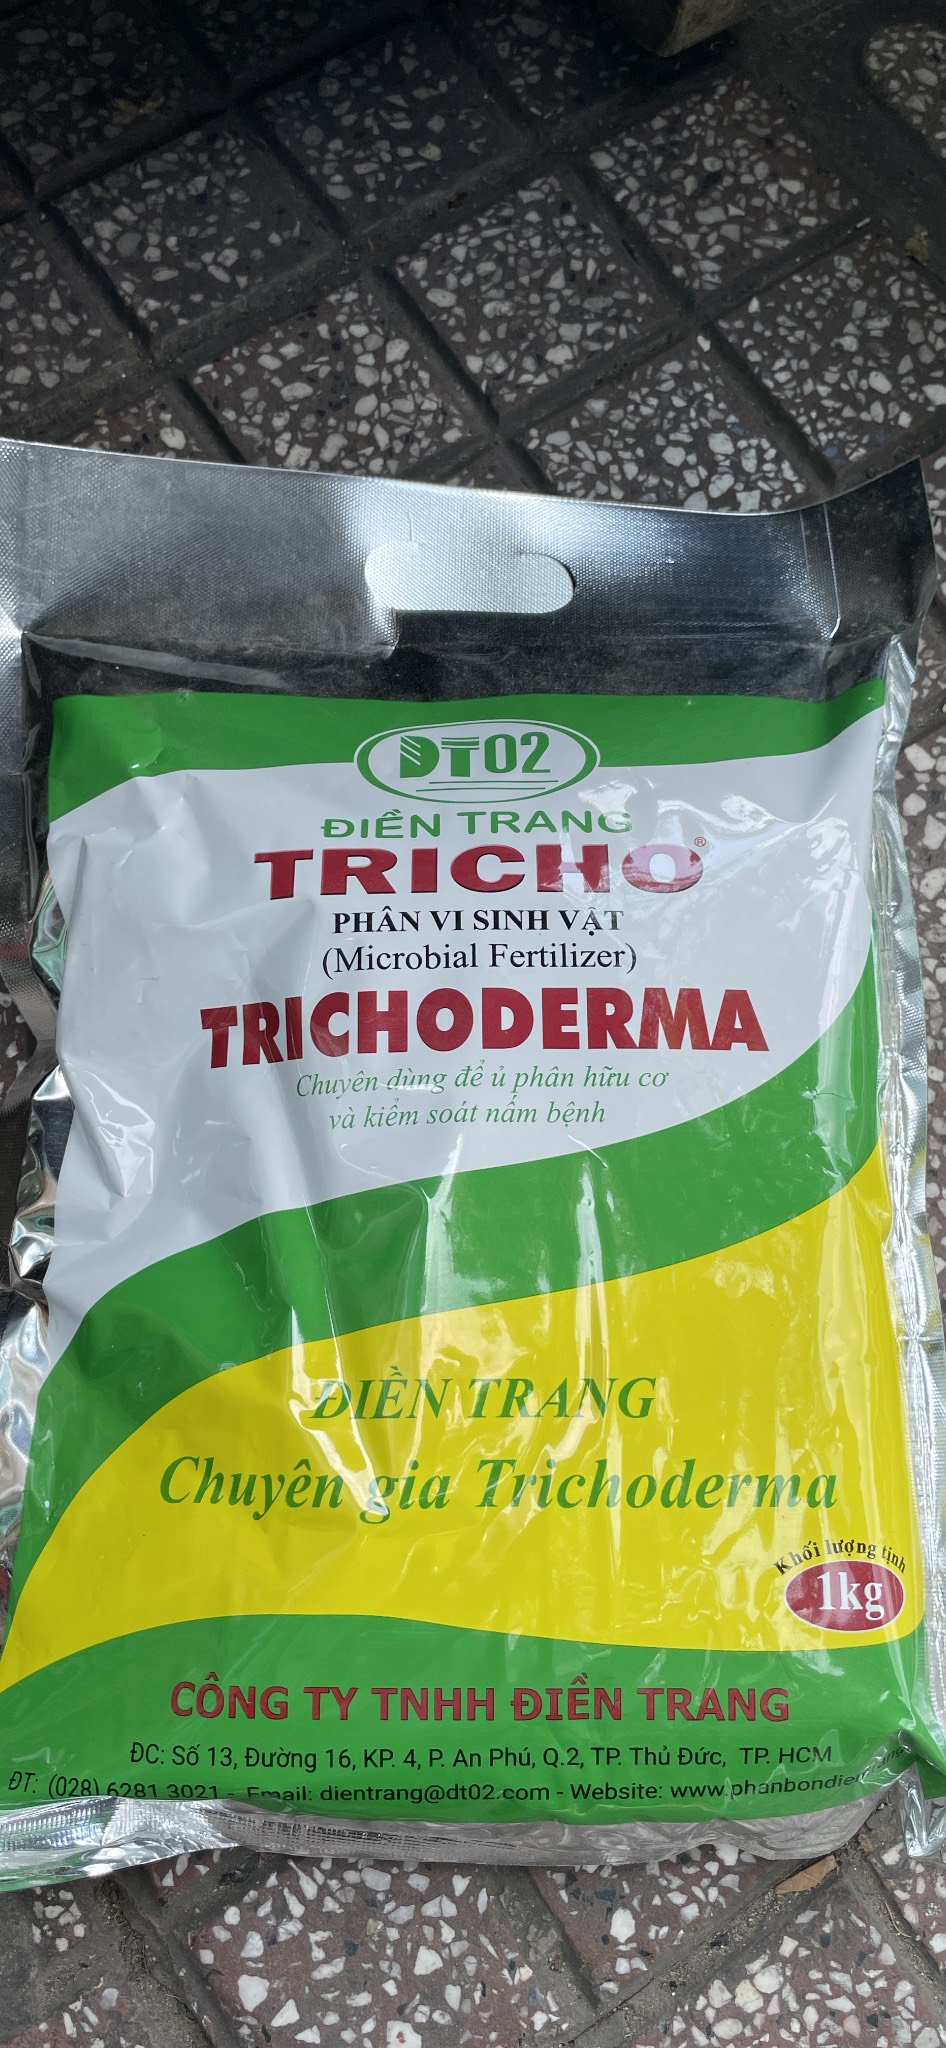 DT02
ĐIỀN TRANG
TRICHO®
PHÂN VI SINH VẬT
(Microbial Fertilizer)
TRICHODERMA
Chuyên dùng để ủ phân hữu cơ
và kiểm soát nấm bệnh
ĐIỀN TRANG
Chuyên gia Trichoderma
Khối lượng tịnh
1kg
CÔNG TY TNHH ĐIỀN TRANG
ĐC: Số 13, Đường 16, KP. 4, P. An Phú, Q.2, TP. Thủ Đức, TP. HCM
ĐT: (028) 6281 3021 - Email: dientrang@dt02.com - Website: